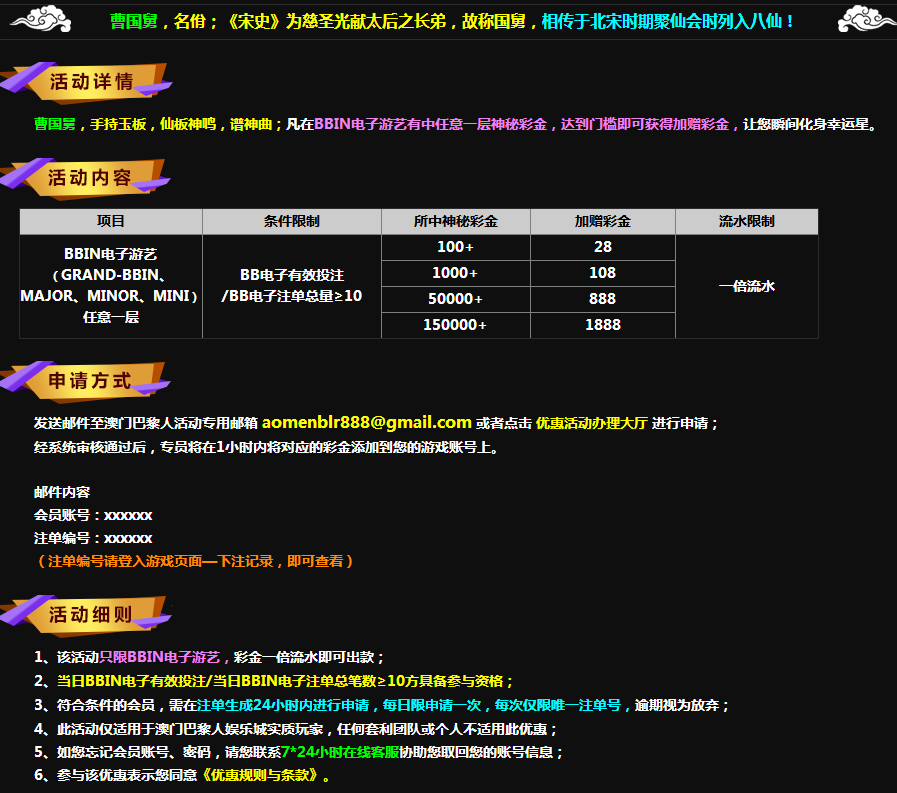 曹国舅，名佾；《宋史》为慈圣光献太后之长弟，故称国舅，相传于北宋时期聚仙会时列入八仙！
活动详情
曹国舅，手持玉板，仙板神鸣，谱神曲；凡在BBIN电子游艺有中任意一层神秘彩金，达到门槛即可获得加赠彩金，让您瞬间化身幸运星。
活动内容
项目 条件限制 所中神秘彩金 加赠彩金 流水限制
BBIN电子游艺
（GRAND-BBIN、
MAJOR、MINOR、MINI）
任意一层
BB电子有效投注
/BB电子注单总量≥10
100+ 28
1000+ 108
50000+ 888
150000+ 1888
一倍流水
申请方式
发送邮件至澳门巴黎人活动专用邮箱 aomenblr888@gmail.com 或者点击 优惠活动办理大厅 进行申请；
经系统审核通过后，专员将在1小时内将对应的彩金添加到您的游戏账号上。
邮件内容
会员账号：xxxxxx
注单编号：xxxxxx
（注单编号请登入游戏页面—下注记录，即可查看）
活动细则
1、该活动只限BBIN电子游艺，彩金一倍流水即可出款；
2、当日BBIN电子有效投注/当日BBIN电子注单总笔数≥10方具备参与资格；
3、符合条件的会员，需在注单生成24小时内进行申请，每日限申请一次，每次仅限唯一注单号，逾期视为放弃；
4、此活动仅适用于澳门巴黎人娱乐城实质玩家，任何套利团队或个人不适用此优惠；
5、如您忘记会员账号、密码，请您联系7*24小时在线客服协助您取回您的账号信息；
6、参与该优惠表示您同意《优惠规则与条款》。